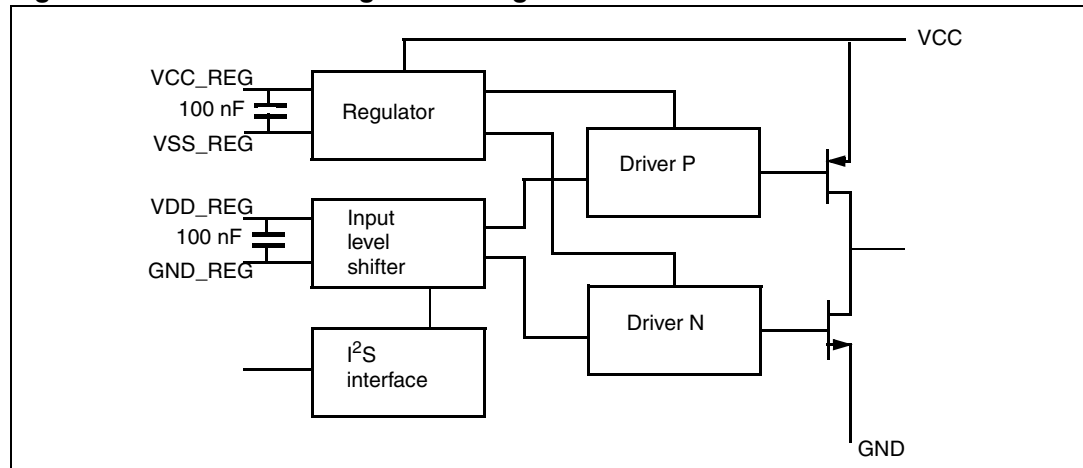 VCC
VCC_REG
100 nF
VSS_REG
Regulator
Driver P
VDD_REG
100 nF
GND_REG
Input
level
shifter
Driver N
I²S
interface
GND